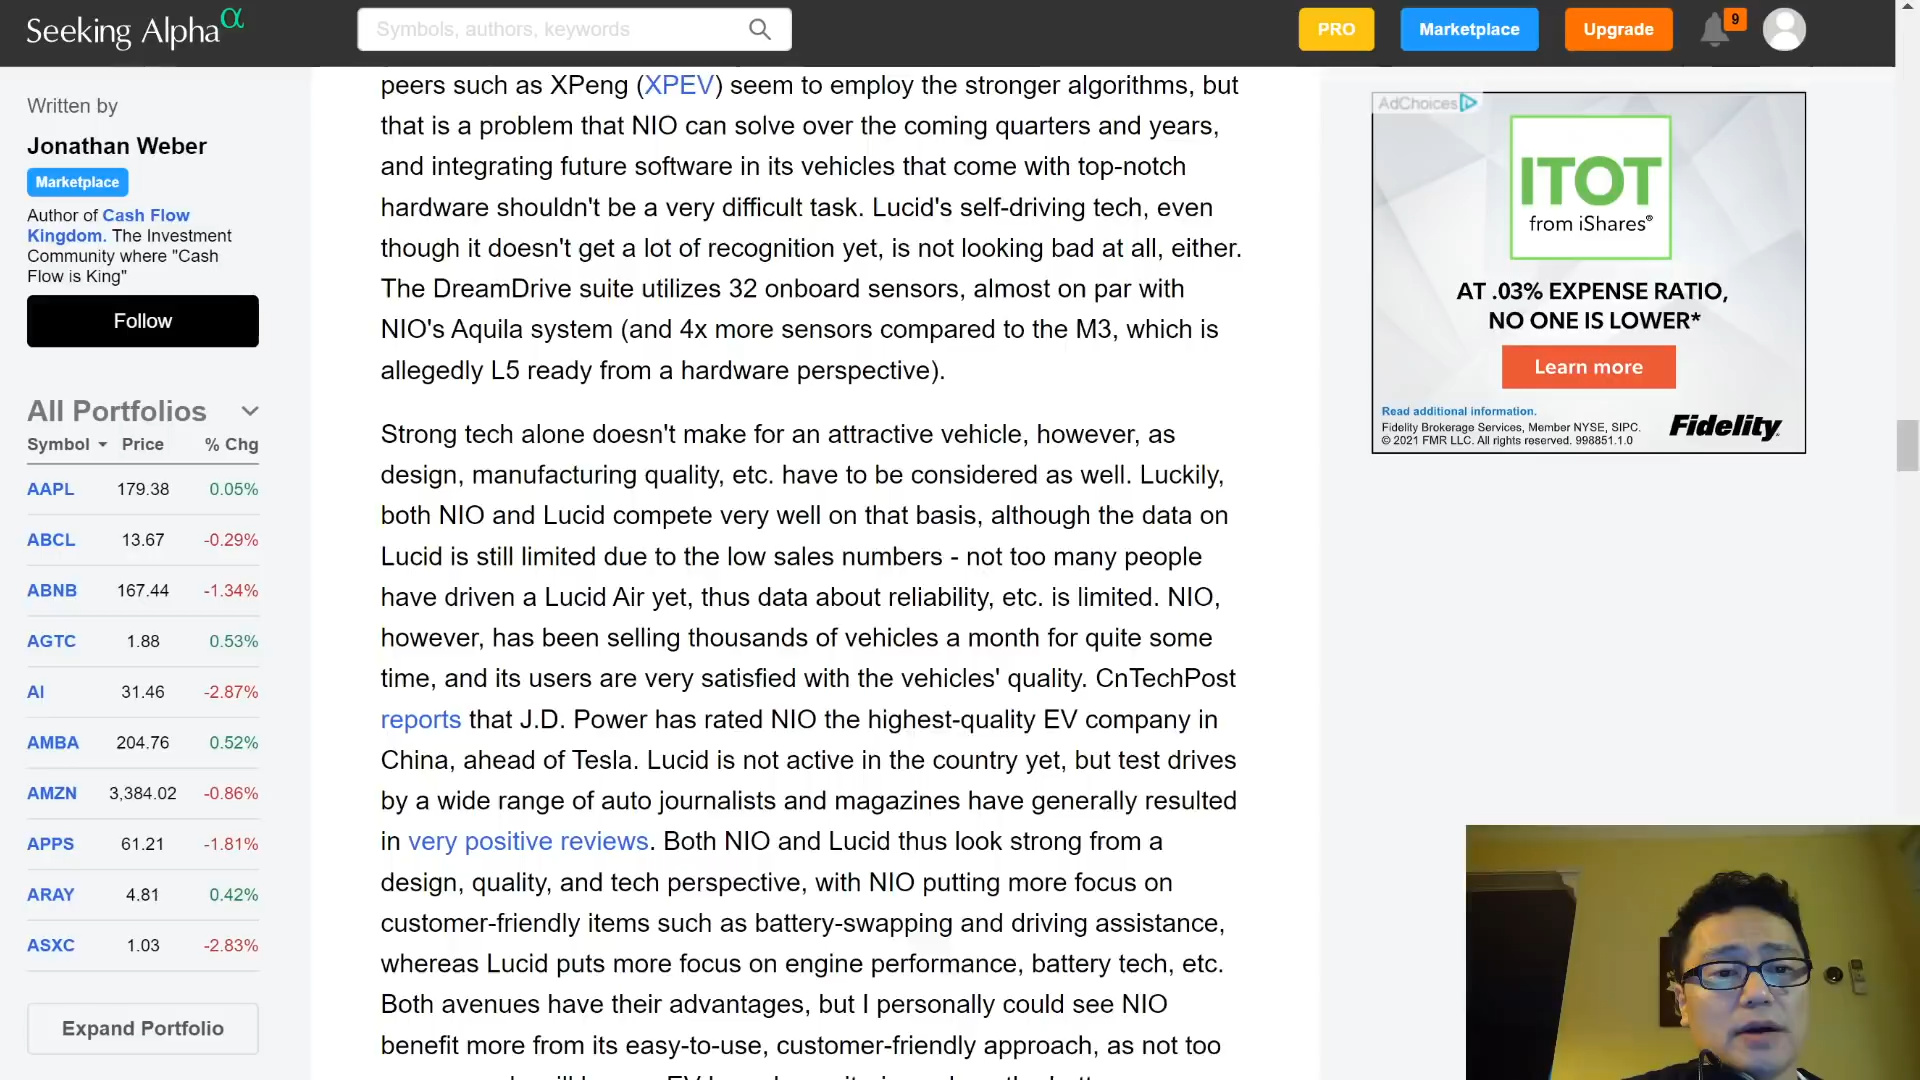 Seeking Alpha α
Symbols, authors, keywords
PRO
Marketplace
Upgrade
9
Written by
Jonathan Weber
Marketplace
Author of Cash Flow
Kingdom. The Investment
Community where "Cash
Flow is King"
Follow
All Portfolios
Symbol Price % Chg
AAPL 179.38 0.05%
ABCL 13.67 -0.29%
ABNB 167.44 -1.34%
AGTC 1.88 0.53%
AI 31.46 -2.87%
AMBA 204.76 0.52%
AMZN 3,384.02 -0.86%
APPS 61.21 -1.81%
ARAY 4.81 0.42%
ASXC 1.03 -2.83%
Expand Portfolio
peers such as XPeng (XPEV) seem to employ the stronger algorithms, but
that is a problem that NIO can solve over the coming quarters and years,
and integrating future software in its vehicles that come with top-notch
hardware shouldn't be a very difficult task. Lucid's self-driving tech, even
though it doesn't get a lot of recognition yet, is not looking bad at all, either.
The DreamDrive suite utilizes 32 onboard sensors, almost on par with
NIO's Aquila system (and 4x more sensors compared to the M3, which is
allegedly L5 ready from a hardware perspective).
Strong tech alone doesn't make for an attractive vehicle, however, as
design, manufacturing quality, etc. have to be considered as well. Luckily,
both NIO and Lucid compete very well on that basis, although the data on
Lucid is still limited due to the low sales numbers - not too many people
have driven a Lucid Air yet, thus data about reliability, etc. is limited. NIO,
however, has been selling thousands of vehicles a month for quite some
time, and its users are very satisfied with the vehicles' quality. CnTechPost
reports that J.D. Power has rated NIO the highest-quality EV company in
China, ahead of Tesla. Lucid is not active in the country yet, but test drives
by a wide range of auto journalists and magazines have generally resulted
in very positive reviews. Both NIO and Lucid thus look strong from a
design, quality, and tech perspective, with NIO putting more focus on
customer-friendly items such as battery-swapping and driving assistance,
whereas Lucid puts more focus on engine performance, battery tech, etc.
Both avenues have their advantages, but I personally could see NIO
benefit more from its easy-to-use, customer-friendly approach, as not too
AdChoices
ITOT
from iShares®
AT .03% EXPENSE RATIO,
NO ONE IS LOWER*
Learn more
Read additional information.
Fidelity Brokerage Services, Member NYSE, SIPC.
© 2021 FMR LLC. All rights reserved. 998851.1.0
Fidelity